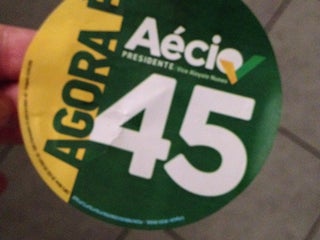 AGORA É
Aécio
PRESIDENTE Vice Aloysio Nunes
45